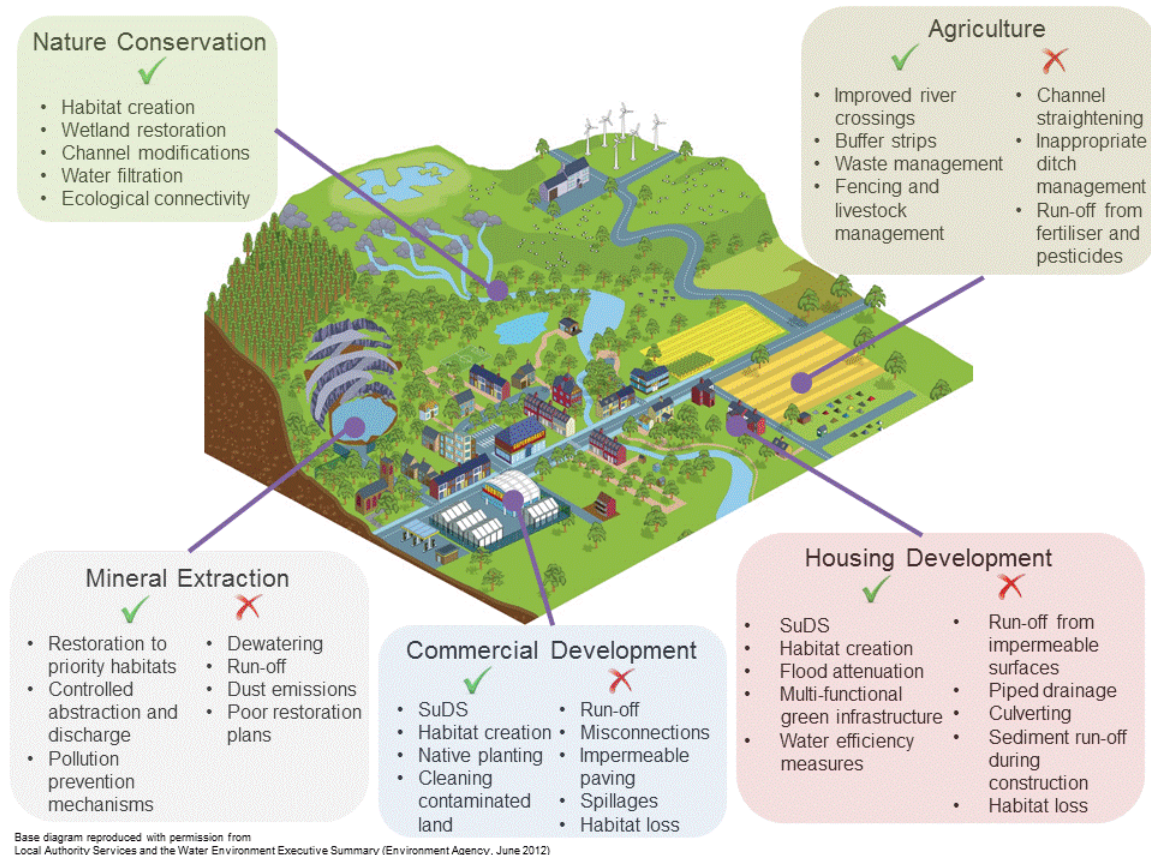 Nature Conservation
• Habitat creation
• Wetland restoration
• Channel modifications
• Water filtration
• Ecological connectivity
Agriculture
• Improved river
crossings
• Buffer strips
• Waste management
• Fencing and
livestock
management
• Channel
straightening
• Inappropriate
ditch
management
• Run-off from
fertiliser and
pesticides
Mineral Extraction
• Restoration to
priority habitats
• Controlled
abstraction and
discharge
• Pollution
prevention
mechanisms
• Dewatering
• Run-off
• Dust emissions
• Poor restoration
plans
Commercial Development
• SuDS
• Habitat creation
• Native planting
• Cleaning
contaminated
land
• Run-off
• Misconnections
• Impermeable
paving
• Spillages
• Habitat loss
Housing Development
• SuDS
• Habitat creation
• Flood attenuation
• Multi-functional
green infrastructure
• Water efficiency
measures
• Run-off from
impermeable
surfaces
• Piped drainage
• Culverting
• Sediment run-off
during
construction
• Habitat loss
Base diagram reproduced with permission from
Local Authority Services and the Water Environment Executive Summary (Environment Agency, June 2012)